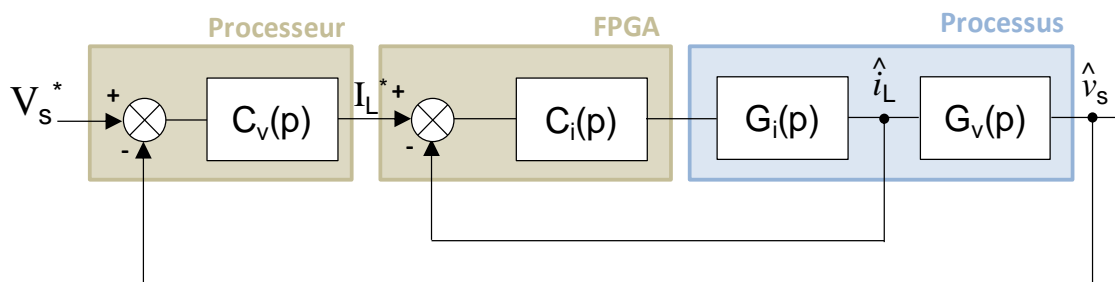 Processeur
FPGA
Processus
V_s^*
+
-
C_v(p)
I_L^*
+
-
C_i(p)
G_i(p)
î_L
G_v(p)
v̂_s